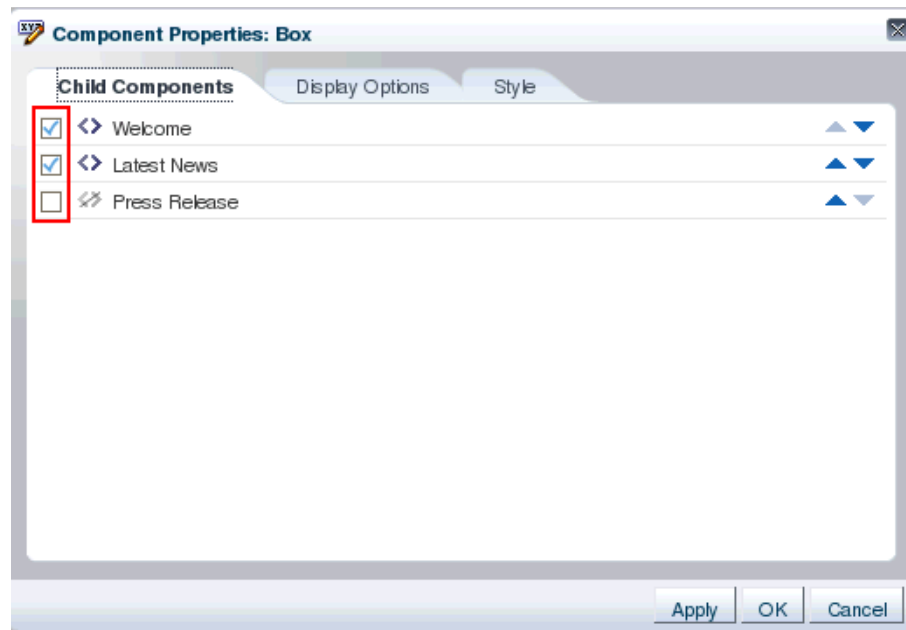 Component Properties: Box
Child Components Display Options Style
Welcome
Latest News
Press Release
Apply OK Cancel